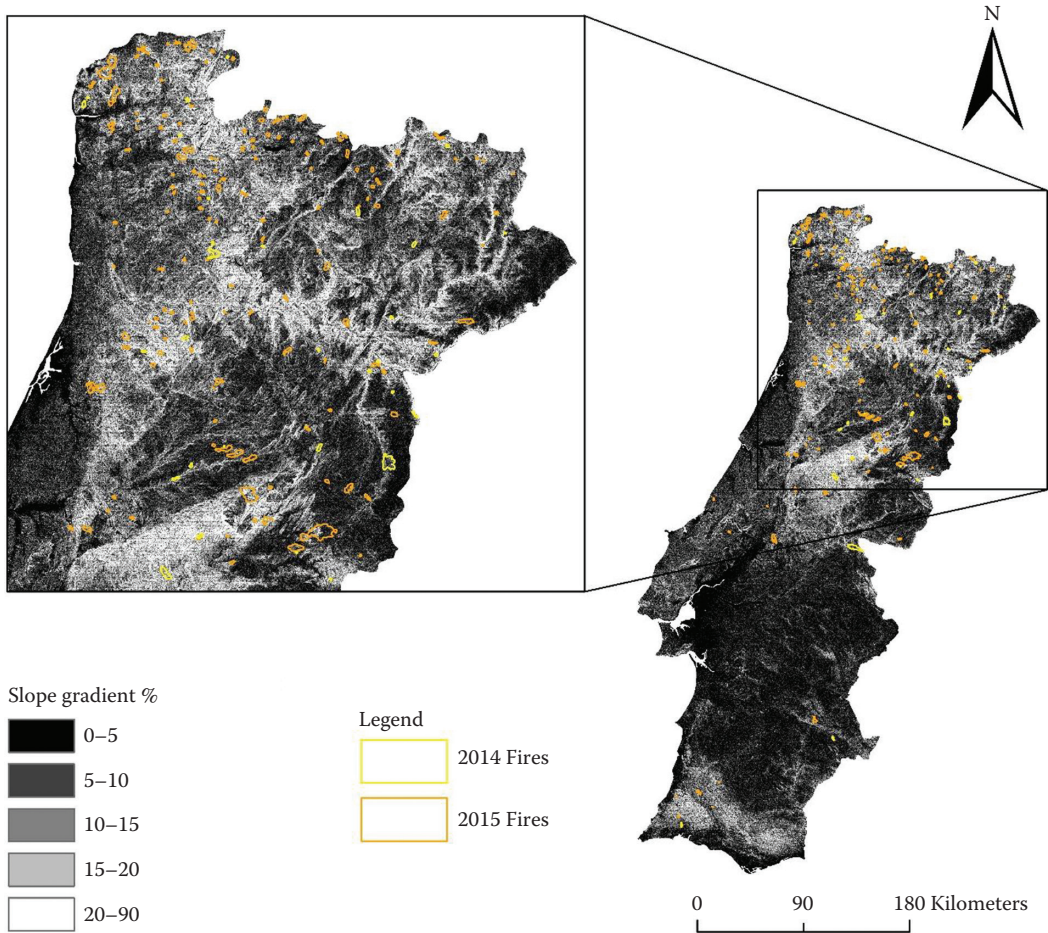 N
Slope gradient %
0–5
5–10
10–15
15–20
20–90
Legend
2014 Fires
2015 Fires
0 90 180 Kilometers